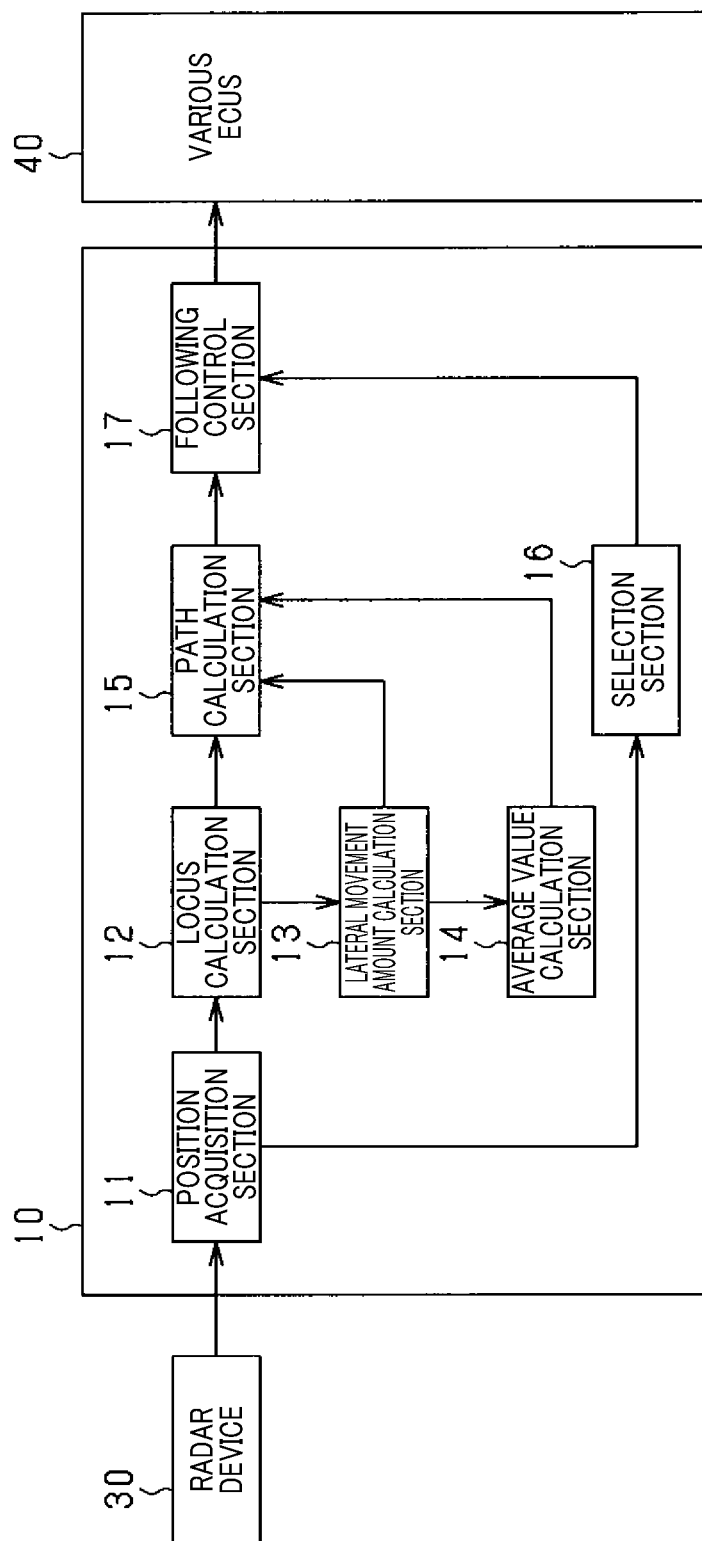 10
40
30
RADAR
DEVICE
11
POSITION
ACQUISITION
SECTION
12
LOCUS
CALCULATION
SECTION
15
PATH
CALCULATION
SECTION
17
FOLLOWING
CONTROL
SECTION
VARIOUS
ECUS
13
LATERAL MOVEMENT
AMOUNT CALCULATION
SECTION
14
AVERAGE VALUE
CALCULATION
SECTION
16
SELECTION
SECTION